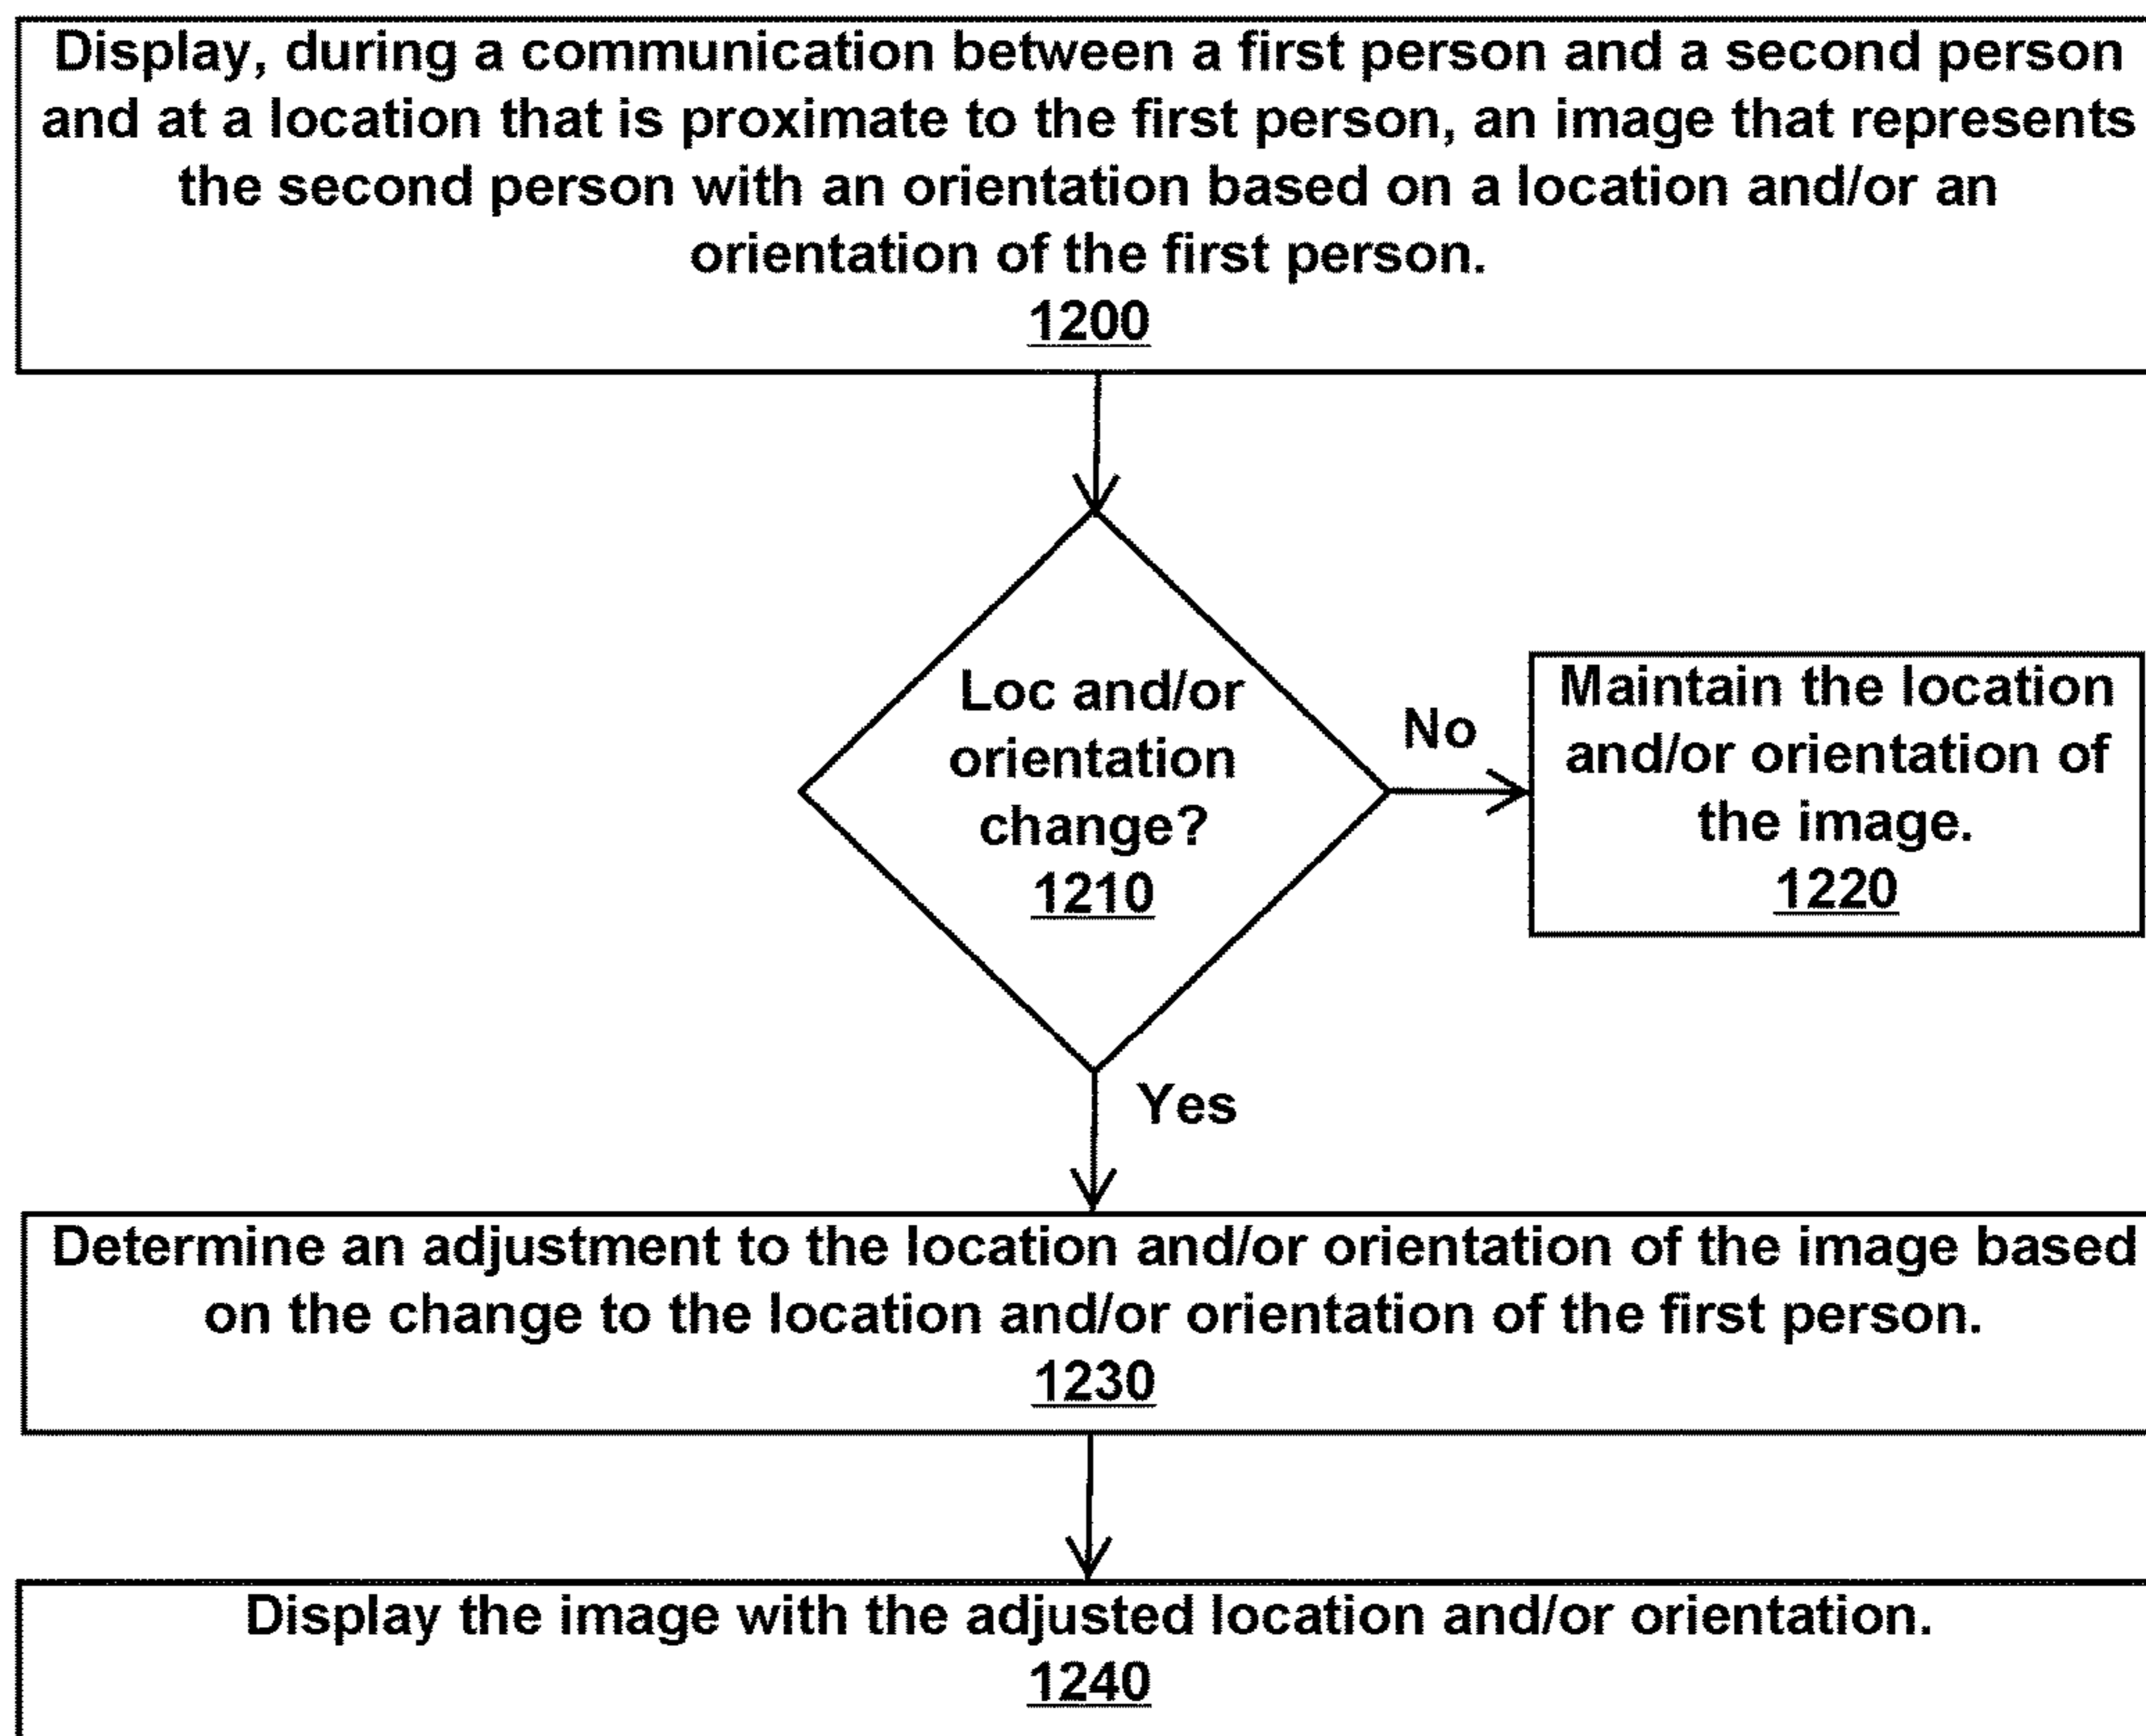 Display, during a communication between a first person and a second person
and at a location that is proximate to the first person, an image that represents
the second person with an orientation based on a location and/or an
orientation of the first person.
1200
Loc and/or
orientation
change?
1210
No
Maintain the location
and/or orientation of
the image.
1220
Yes
Determine an adjustment to the location and/or orientation of the image based
on the change to the location and/or orientation of the first person.
1230
Display the image with the adjusted location and/or orientation.
1240